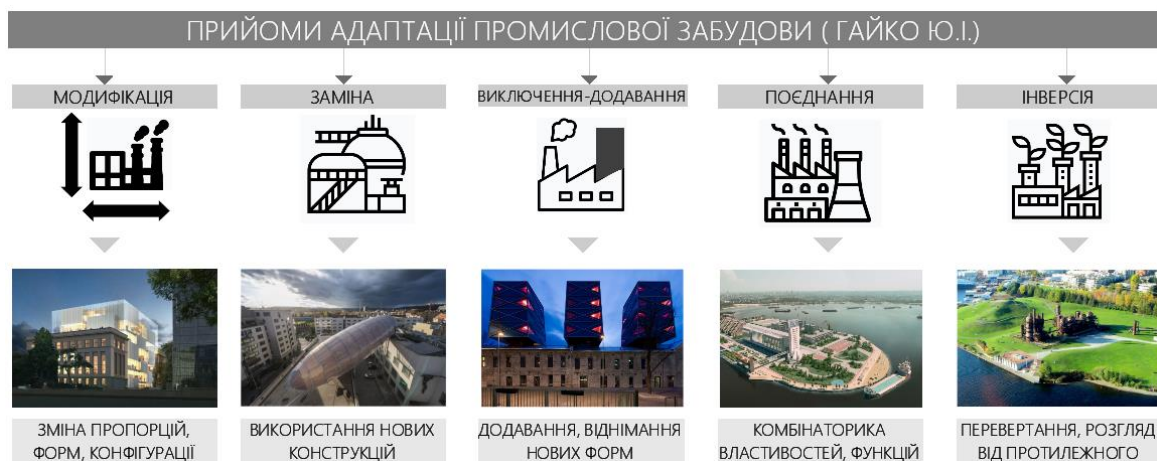 ПРИЙОМИ АДАПТАЦІЇ ПРОМИСЛОВОЇ ЗАБУДОВИ ( ГАЙКО Ю.І.)
МОДИФІКАЦІЯ
ЗАМІНА
ВИКЛЮЧЕННЯ-ДОДАВАННЯ
ПОЄДНАННЯ
ІНВЕРСІЯ
ЗМІНА ПРОПОРЦІЙ,
ФОРМ, КОНФІГУРАЦІЇ
ВИКОРИСТАННЯ НОВИХ
КОНСТРУКЦІЙ
ДОДАВАННЯ, ВІДНІМАННЯ
НОВИХ ФОРМ
КОМБІНАТОРИКА
ВЛАСТИВОСТЕЙ, ФУНКЦІЙ
ПЕРЕВЕРТАННЯ, РОЗГЛЯД
ВІД ПРОТИЛЕЖНОГО